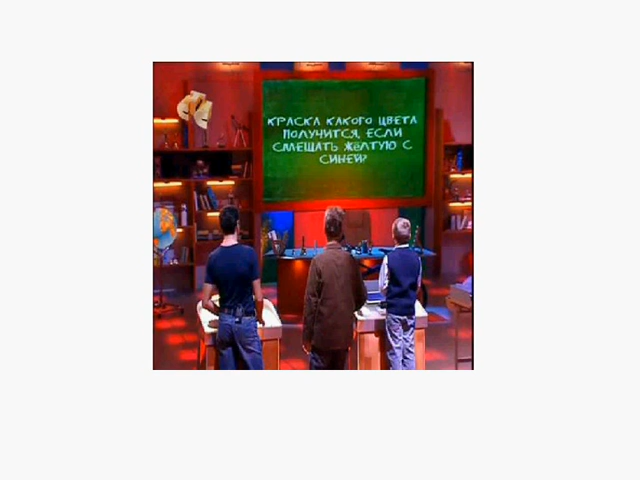 КРАСКА КАКОГО ЦВЕТА
ПОЛУЧИТСЯ, ЕСЛИ
СМЕШАТЬ ЖЁЛТУЮ С
СИНЕЙ?